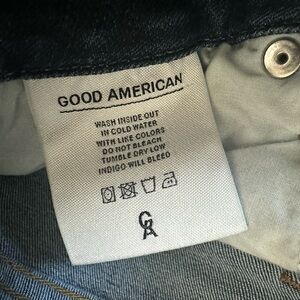 GOOD AMERICAN
WASH INSIDE OUT
IN COLD WATER
WITH LIKE COLORS
DO NOT BLEACH
TUMBLE DRY LOW
INDIGO WILL BLEED
GA